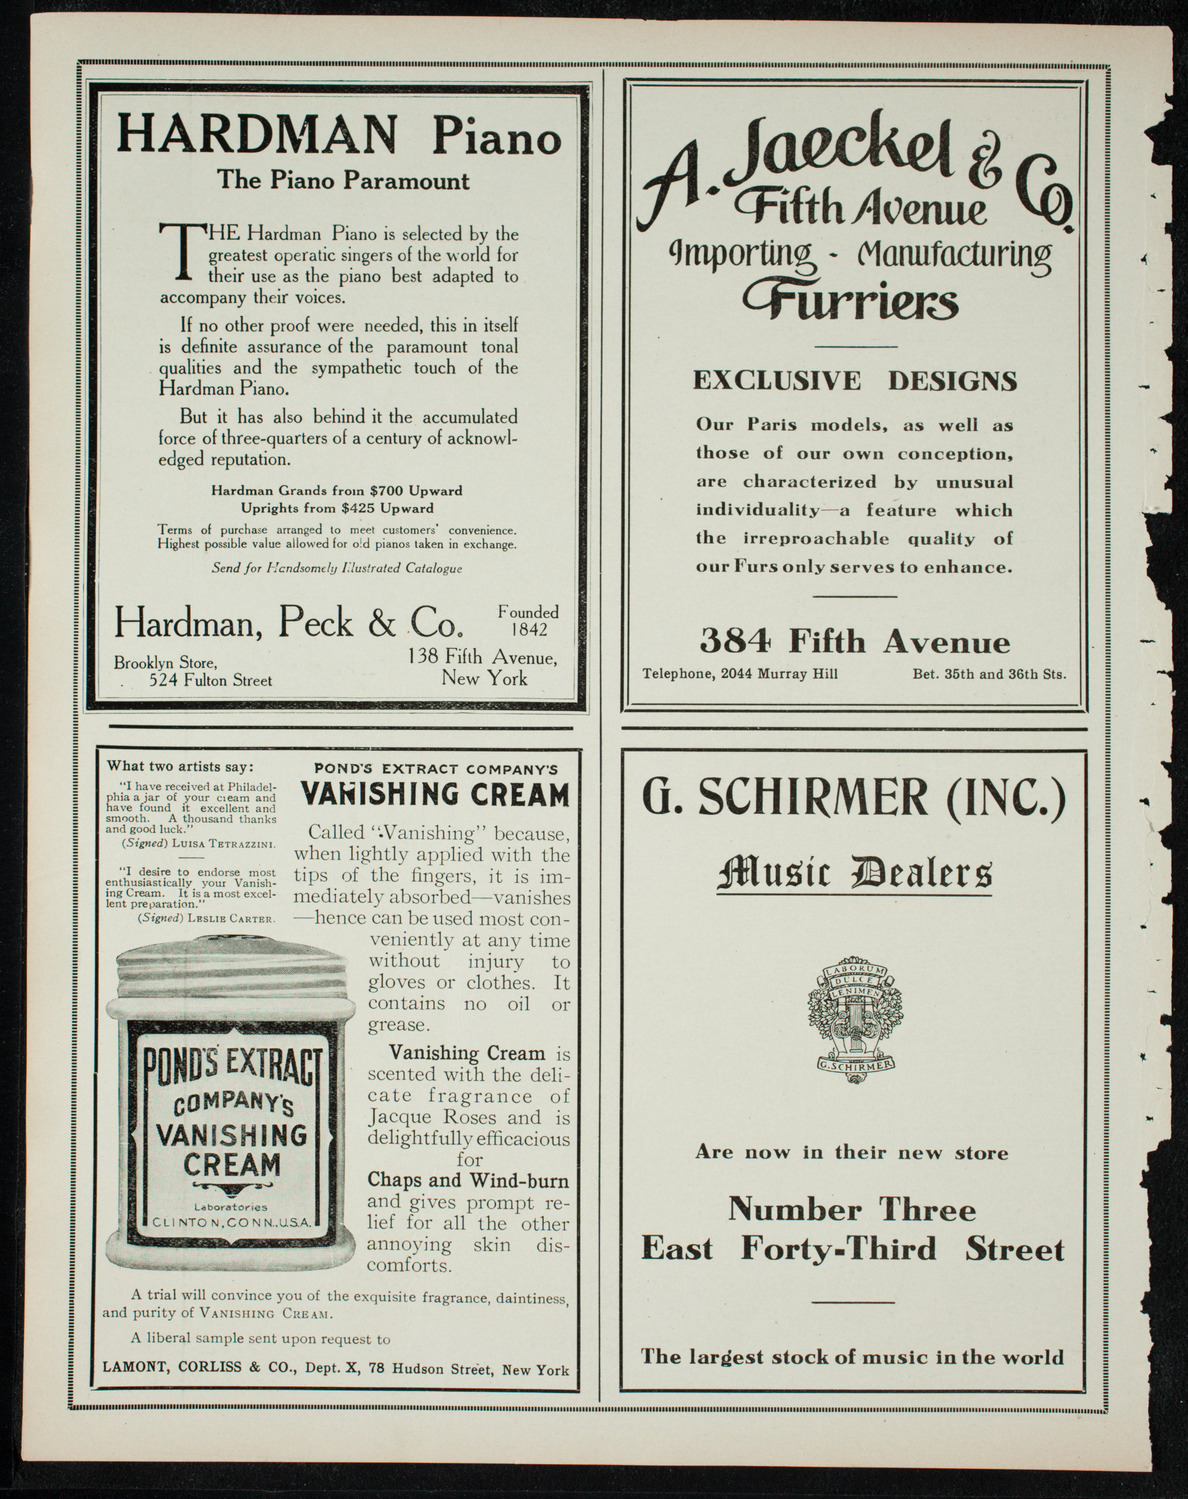 HARDMAN Piano
The Piano Paramount
THE Hardman Piano is selected by the
greatest operatic singers of the world for
their use as the piano best adapted to
accompany their voices.
If no other proof were needed, this in itself
is definite assurance of the paramount tonal
qualities and the sympathetic touch of the
Hardman Piano.
But it has also behind it the accumulated
force of three-quarters of a century of acknowl-
edged reputation.
Hardman Grands from $700 Upward
Uprights from $425 Upward
Terms of purchase arranged to meet customers' convenience.
Highest possible value allowed for old pianos taken in exchange.
Send for Handsomely Illustrated Catalogue
Hardman, Peck & Co.
Founded
1842
Brooklyn Store,
524 Fulton Street
138 Fifth Avenue,
New York
A. Jaeckel & Co.
Fifth Avenue
Importing - Manufacturing
Furriers
EXCLUSIVE DESIGNS
Our Paris models, as well as
those of our own conception,
are characterized by unusual
individuality—a feature which
the irreproachable quality of
our Furs only serves to enhance.
384 Fifth Avenue
Telephone, 2044 Murray Hill
Bet. 35th and 36th Sts.
What two artists say:
"I have received at Philadel-
phia a jar of your cream and
have found it excellent and
smooth. A thousand thanks
and good luck."
(Signed) LUISA TETRAZZINI.
"I desire to endorse most
enthusiastically your Vanish-
ing Cream. It is a most excel-
lent preparation."
(Signed) LESLIE CARTER.
POND'S EXTRACT COMPANY'S
VANISHING CREAM
Called "Vanishing" because,
when lightly applied with the
tips of the fingers, it is im-
mediately absorbed—vanishes
—hence can be used most con-
veniently at any time
without injury to
gloves or clothes. It
contains no oil or
grease.
Vanishing Cream is
scented with the deli-
cate fragrance of
Jacque Roses and is
delightfully efficacious
for
Chaps and Wind-burn
and gives prompt re-
lief for all the other
annoying skin dis-
comforts.
POND'S EXTRACT
COMPANY'S
VANISHING
CREAM
Laboratories
CLINTON, CONN., U.S.A.
A trial will convince you of the exquisite fragrance, daintiness,
and purity of VANISHING CREAM.
A liberal sample sent upon request to
LAMONT, CORLISS & CO., Dept. X, 78 Hudson Street, New York
G. SCHIRMER (INC.)
Music Dealers
LABORUM
DULCE
LENIMEN
G. SCHIRMER
Are now in their new store
Number Three
East Forty-Third Street
The largest stock of music in the world